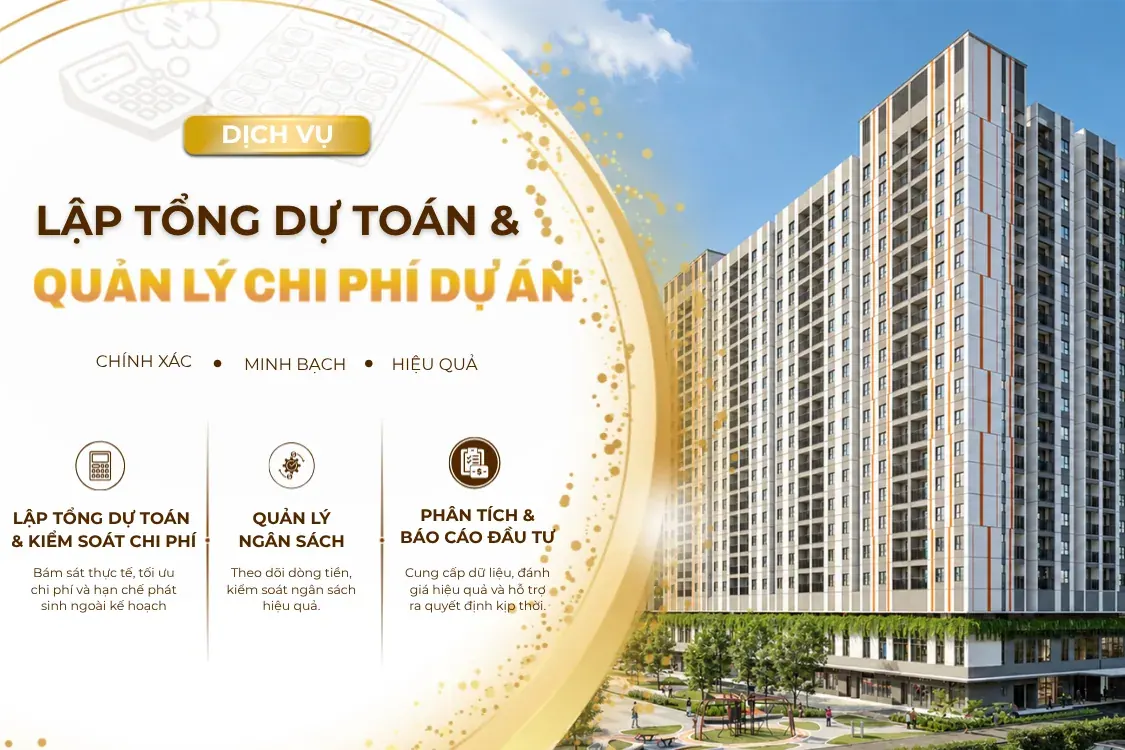 DỊCH VỤ
LẬP TỔNG DỰ TOÁN &
QUẢN LÝ CHI PHÍ DỰ ÁN
CHÍNH XÁC • MINH BẠCH • HIỆU QUẢ
LẬP TỔNG DỰ TOÁN
& KIỂM SOÁT CHI PHÍ
Bám sát thực tế, tối ưu
chi phí và hạn chế phát
sinh ngoài kế hoạch
QUẢN LÝ
NGÂN SÁCH
Theo dõi dòng tiền,
kiểm soát ngân sách
hiệu quả.
PHÂN TÍCH &
BÁO CÁO ĐẦU TƯ
Cung cấp dữ liệu, đánh
giá hiệu quả và hỗ trợ
ra quyết định kịp thời.